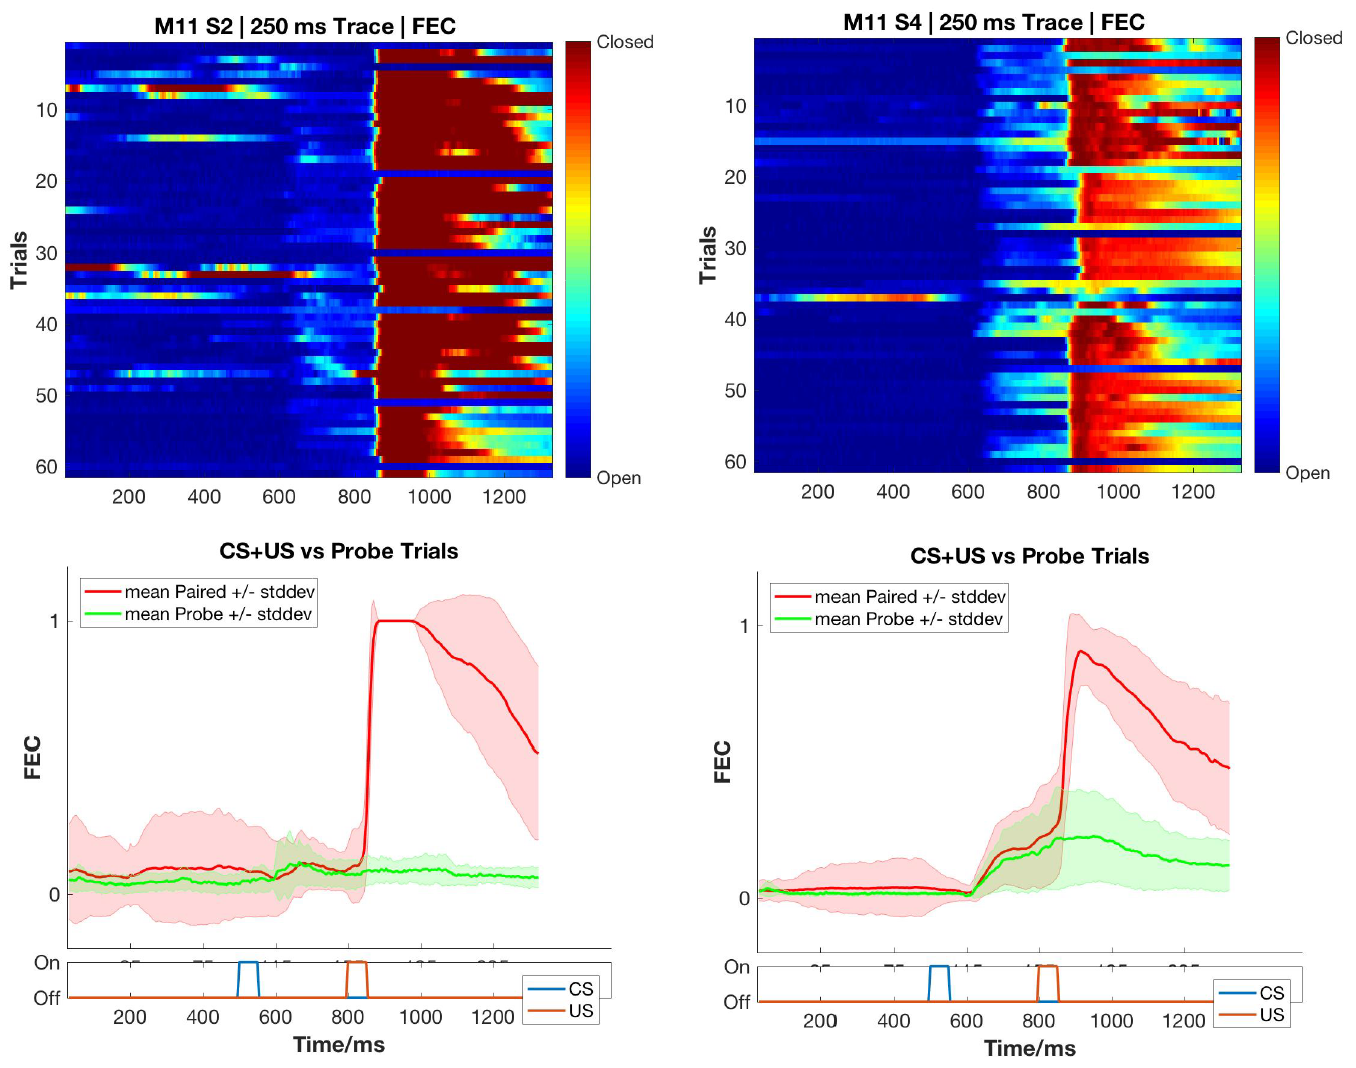 M11 S2 | 250 ms Trace | FEC
Closed
Trials
10
20
30
40
50
60
Open
200 400 600 800 1000 1200
M11 S4 | 250 ms Trace | FEC
Closed
Trials
10
20
30
40
50
60
Open
200 400 600 800 1000 1200
CS+US vs Probe Trials
mean Paired +/- stddev
mean Probe +/- stddev
1
FEC
0
On
Off
CS
US
200 400 600 800 1000 1200
Time/ms
CS+US vs Probe Trials
mean Paired +/- stddev
mean Probe +/- stddev
1
FEC
0
On
Off
CS
US
200 400 600 800 1000 1200
Time/ms